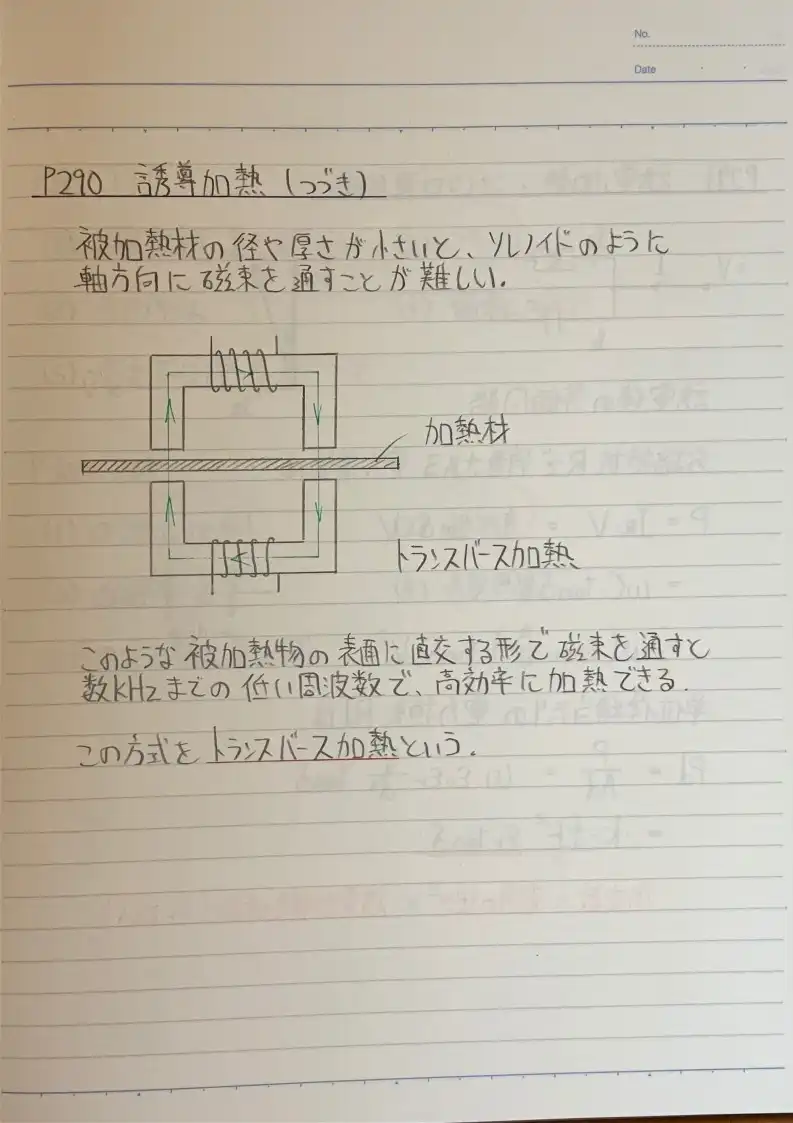 No.
Date
P290 誘導加熱 (つづき)
被加熱材の径や厚さが小さいと、ソレノイドのように
軸方向に磁束を通すことが難しい.
加熱材
トランスバース加熱
このような被加熱物の表面に直交する形で磁束を通すと
数kHzまでの低い周波数で、高効率に加熱できる.
この方式をトランスバース加熱という.